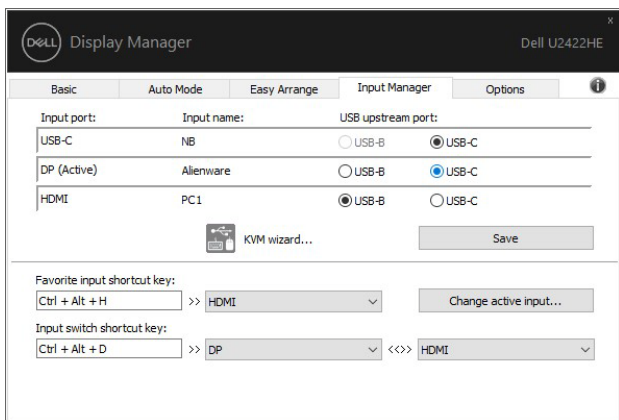 x
DELL Display Manager Dell U2422HE
Basic Auto Mode Easy Arrange Input Manager Options i
Input port: Input name: USB upstream port:
USB-C NB USB-B USB-C
DP (Active) Alienware USB-B USB-C
HDMI PC1 USB-B USB-C
KVM wizard... Save
Favorite input shortcut key:
Ctrl + Alt + H >> HDMI Change active input...
Input switch shortcut key:
Ctrl + Alt + D >> DP <<>> HDMI